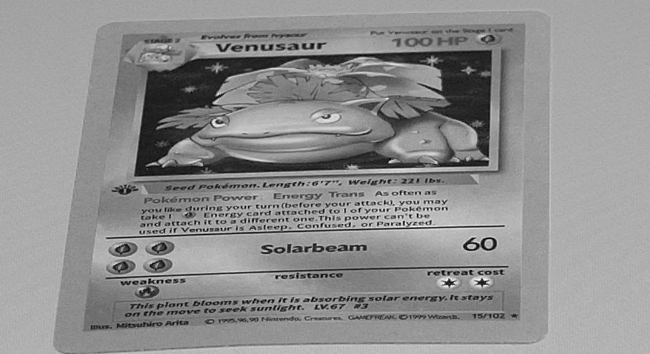 STAGE 2
Evolves from Ivysaur
Put Venusaur on the Stage 1 card
Venusaur
100 HP
Seed Pokémon. Length: 6'7", Weight: 221 lbs.
Pokémon Power: Energy Trans As often as
you like during your turn (before your attack), you may
take 1 Energy card attached to 1 of your Pokémon
and attach it to a different one. This power can't be
used if Venusaur is Asleep, Confused, or Paralyzed.
Solarbeam
60
weakness
resistance
retreat cost
This plant blooms when it is absorbing solar energy. It stays
on the move to seek sunlight. LV.67 #3
Illus. Mitsuhiro Arita
© 1995, 96, 98 Nintendo, Creatures, GAMEFREAK. © 1999 Wizards.
15/102